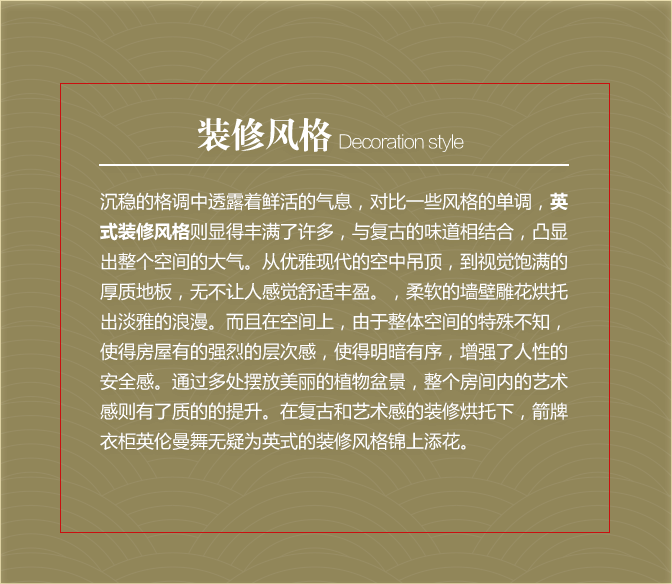 装修风格 Decoration style
沉稳的格调中透露着鲜活的气息，对比一些风格的单调，英
式装修风格则显得丰满了许多，与复古的味道相结合，凸显
出整个空间的大气。从优雅现代的空中吊顶，到视觉饱满的
厚质地板，无不让人感觉舒适丰盈。，柔软的墙壁雕花烘托
出淡雅的浪漫。而且在空间上，由于整体空间的特殊不知，
使得房屋有的强烈的层次感，使得明暗有序，增强了人性的
安全感。通过多处摆放美丽的植物盆景，整个房间内的艺术
感则有了质的的提升。在复古和艺术感的装修烘托下，箭牌
衣柜英伦曼舞无疑为英式的装修风格锦上添花。